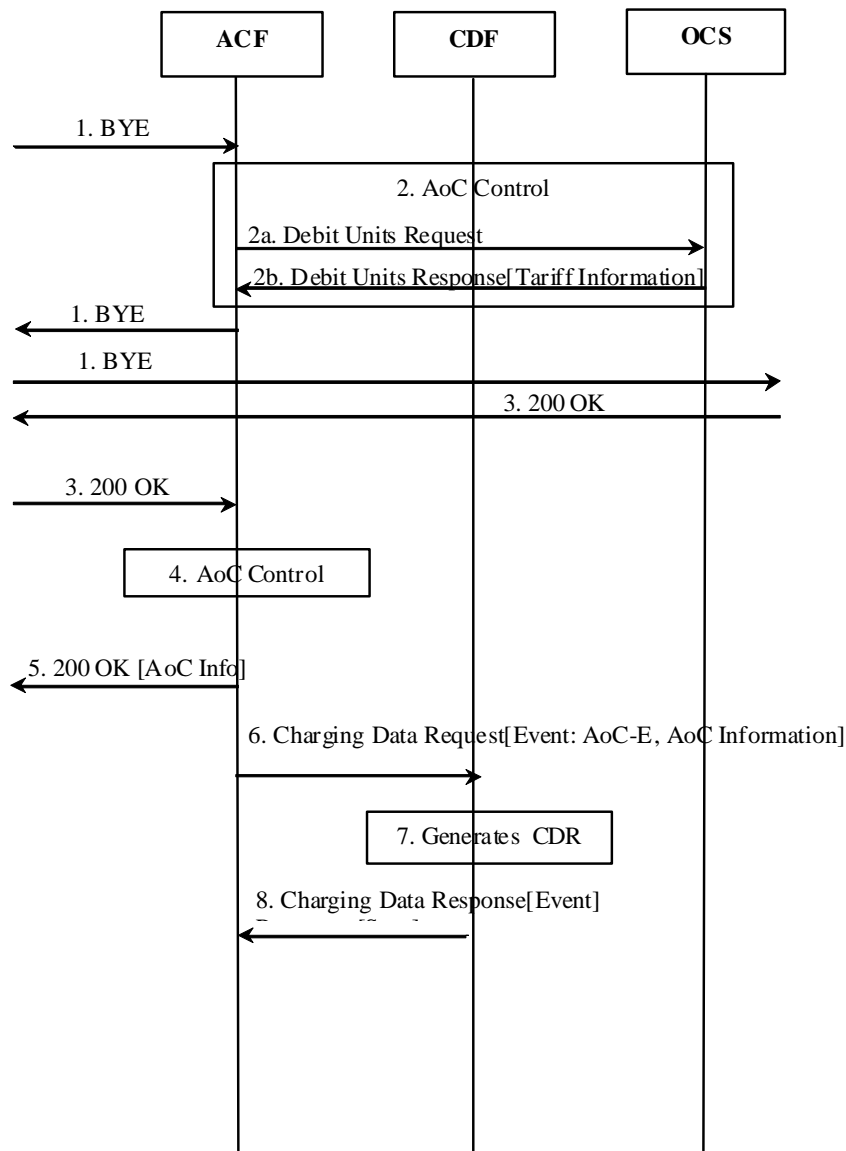 ACF CDF OCS
1. BYE
2. AoC Control
2a. Debit Units Request
2b. Debit Units Response[Tariff Information]
1. BYE
1. BYE
3. 200 OK
3. 200 OK
4. AoC Control
5. 200 OK [AoC Info]
6. Charging Data Request[Event: AoC-E, AoC Information]
7. Generates CDR
8. Charging Data Response[Event]